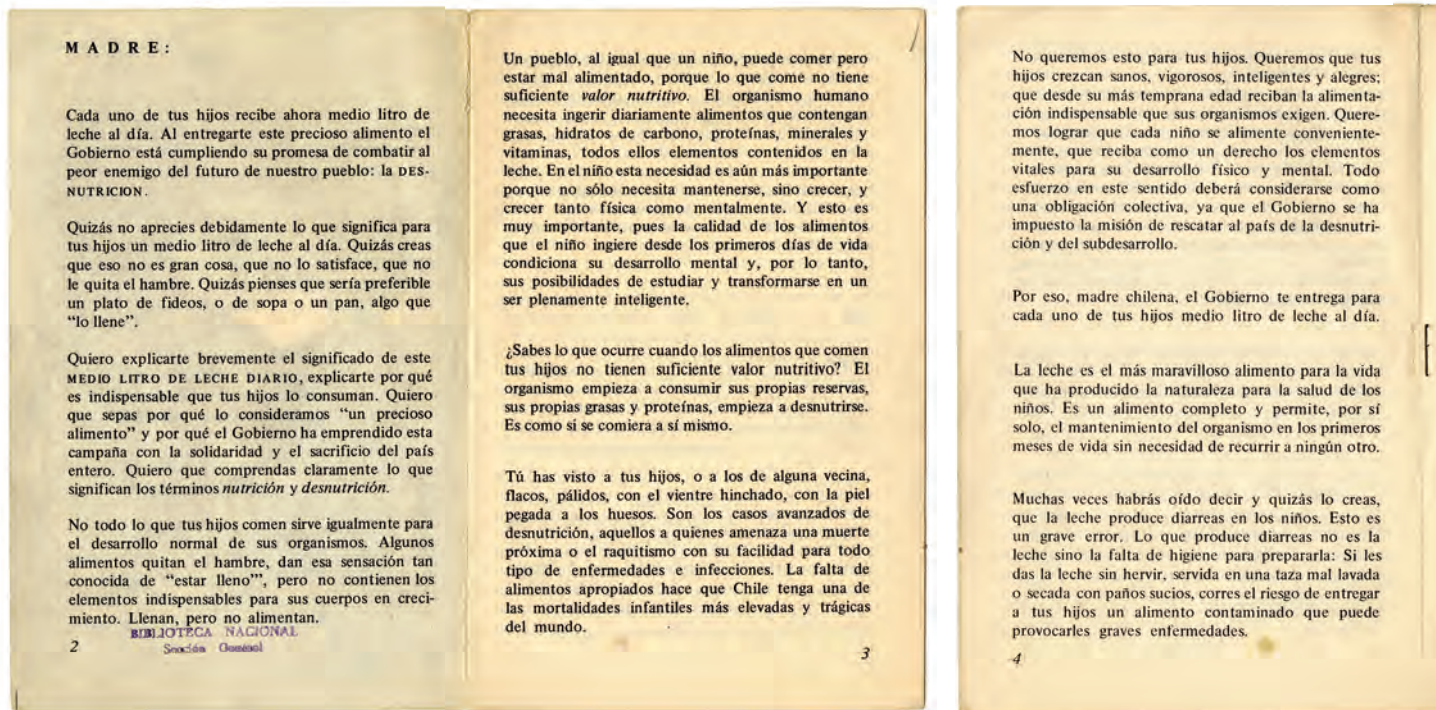 MADRE:
Cada uno de tus hijos recibe ahora medio litro de
leche al día. Al entregarte este precioso alimento el
Gobierno está cumpliendo su promesa de combatir al
peor enemigo del futuro de nuestro pueblo: la DES-
NUTRICION.
Quizás no aprecies debidamente lo que significa para
tus hijos un medio litro de leche al día. Quizás creas
que eso no es gran cosa, que no lo satisface, que no
le quita el hambre. Quizás pienses que sería preferible
un plato de fideos, o de sopa o un pan, algo que
“lo llene”.
Quiero explicarte brevemente el significado de este
MEDIO LITRO DE LECHE DIARIO, explicarte por qué
es indispensable que tus hijos lo consuman. Quiero
que sepas por qué lo consideramos “un precioso
alimento” y por qué el Gobierno ha emprendido esta
campaña con la solidaridad y el sacrificio del país
entero. Quiero que comprendas claramente lo que
significan los términos nutrición y desnutrición.
No todo lo que tus hijos comen sirve igualmente para
el desarrollo normal de sus organismos. Algunos
alimentos quitan el hambre, dan esa sensación tan
conocida de “estar lleno”’, pero no contienen los
elementos indispensables para sus cuerpos en creci-
miento. Llenan, pero no alimentan.
BIBLIOTECA NACIONAL
Sección General
2
Un pueblo, al igual que un niño, puede comer pero
estar mal alimentado, porque lo que come no tiene
suficiente valor nutritivo. El organismo humano
necesita ingerir diariamente alimentos que contengan
grasas, hidratos de carbono, proteínas, minerales y
vitaminas, todos ellos elementos contenidos en la
leche. En el niño esta necesidad es aún más importante
porque no sólo necesita mantenerse, sino crecer, y
crecer tanto física como mentalmente. Y esto es
muy importante, pues la calidad de los alimentos
que el niño ingiere desde los primeros días de vida
condiciona su desarrollo mental y, por lo tanto,
sus posibilidades de estudiar y transformarse en un
ser plenamente inteligente.
¿Sabes lo que ocurre cuando los alimentos que comen
tus hijos no tienen suficiente valor nutritivo? El
organismo empieza a consumir sus propias reservas,
sus propias grasas y proteínas, empieza a desnutrirse.
Es como si se comiera a sí mismo.
Tú has visto a tus hijos, o a los de alguna vecina,
flacos, pálidos, con el vientre hinchado, con la piel
pegada a los huesos. Son los casos avanzados de
desnutrición, aquellos a quienes amenaza una muerte
próxima o el raquitismo con su facilidad para todo
tipo de enfermedades e infecciones. La falta de
alimentos apropiados hace que Chile tenga una de
las mortalidades infantiles más elevadas y trágicas
del mundo.
3
No queremos esto para tus hijos. Queremos que tus
hijos crezcan sanos, vigorosos, inteligentes y alegres;
que desde su más temprana edad reciban la alimenta-
ción indispensable que sus organismos exigen. Quere-
mos lograr que cada niño se alimente conveniente-
mente, que reciba como un derecho los elementos
vitales para su desarrollo físico y mental. Todo
esfuerzo en este sentido deberá considerarse como
una obligación colectiva, ya que el Gobierno se ha
impuesto la misión de rescatar al país de la desnutri-
ción y del subdesarrollo.
Por eso, madre chilena, el Gobierno te entrega para
cada uno de tus hijos medio litro de leche al día.
La leche es el más maravilloso alimento para la vida
que ha producido la naturaleza para la salud de los
niños. Es un alimento completo y permite, por sí
solo, el mantenimiento del organismo en los primeros
meses de vida sin necesidad de recurrir a ningún otro.
Muchas veces habrás oído decir y quizás lo creas,
que la leche produce diarreas en los niños. Esto es
un grave error. Lo que produce diarreas no es la
leche sino la falta de higiene para prepararla: Si les
das la leche sin hervir, servida en una taza mal lavada
o secada con paños sucios, corres el riesgo de entregar
a tus hijos un alimento contaminado que puede
provocarles graves enfermedades.
4